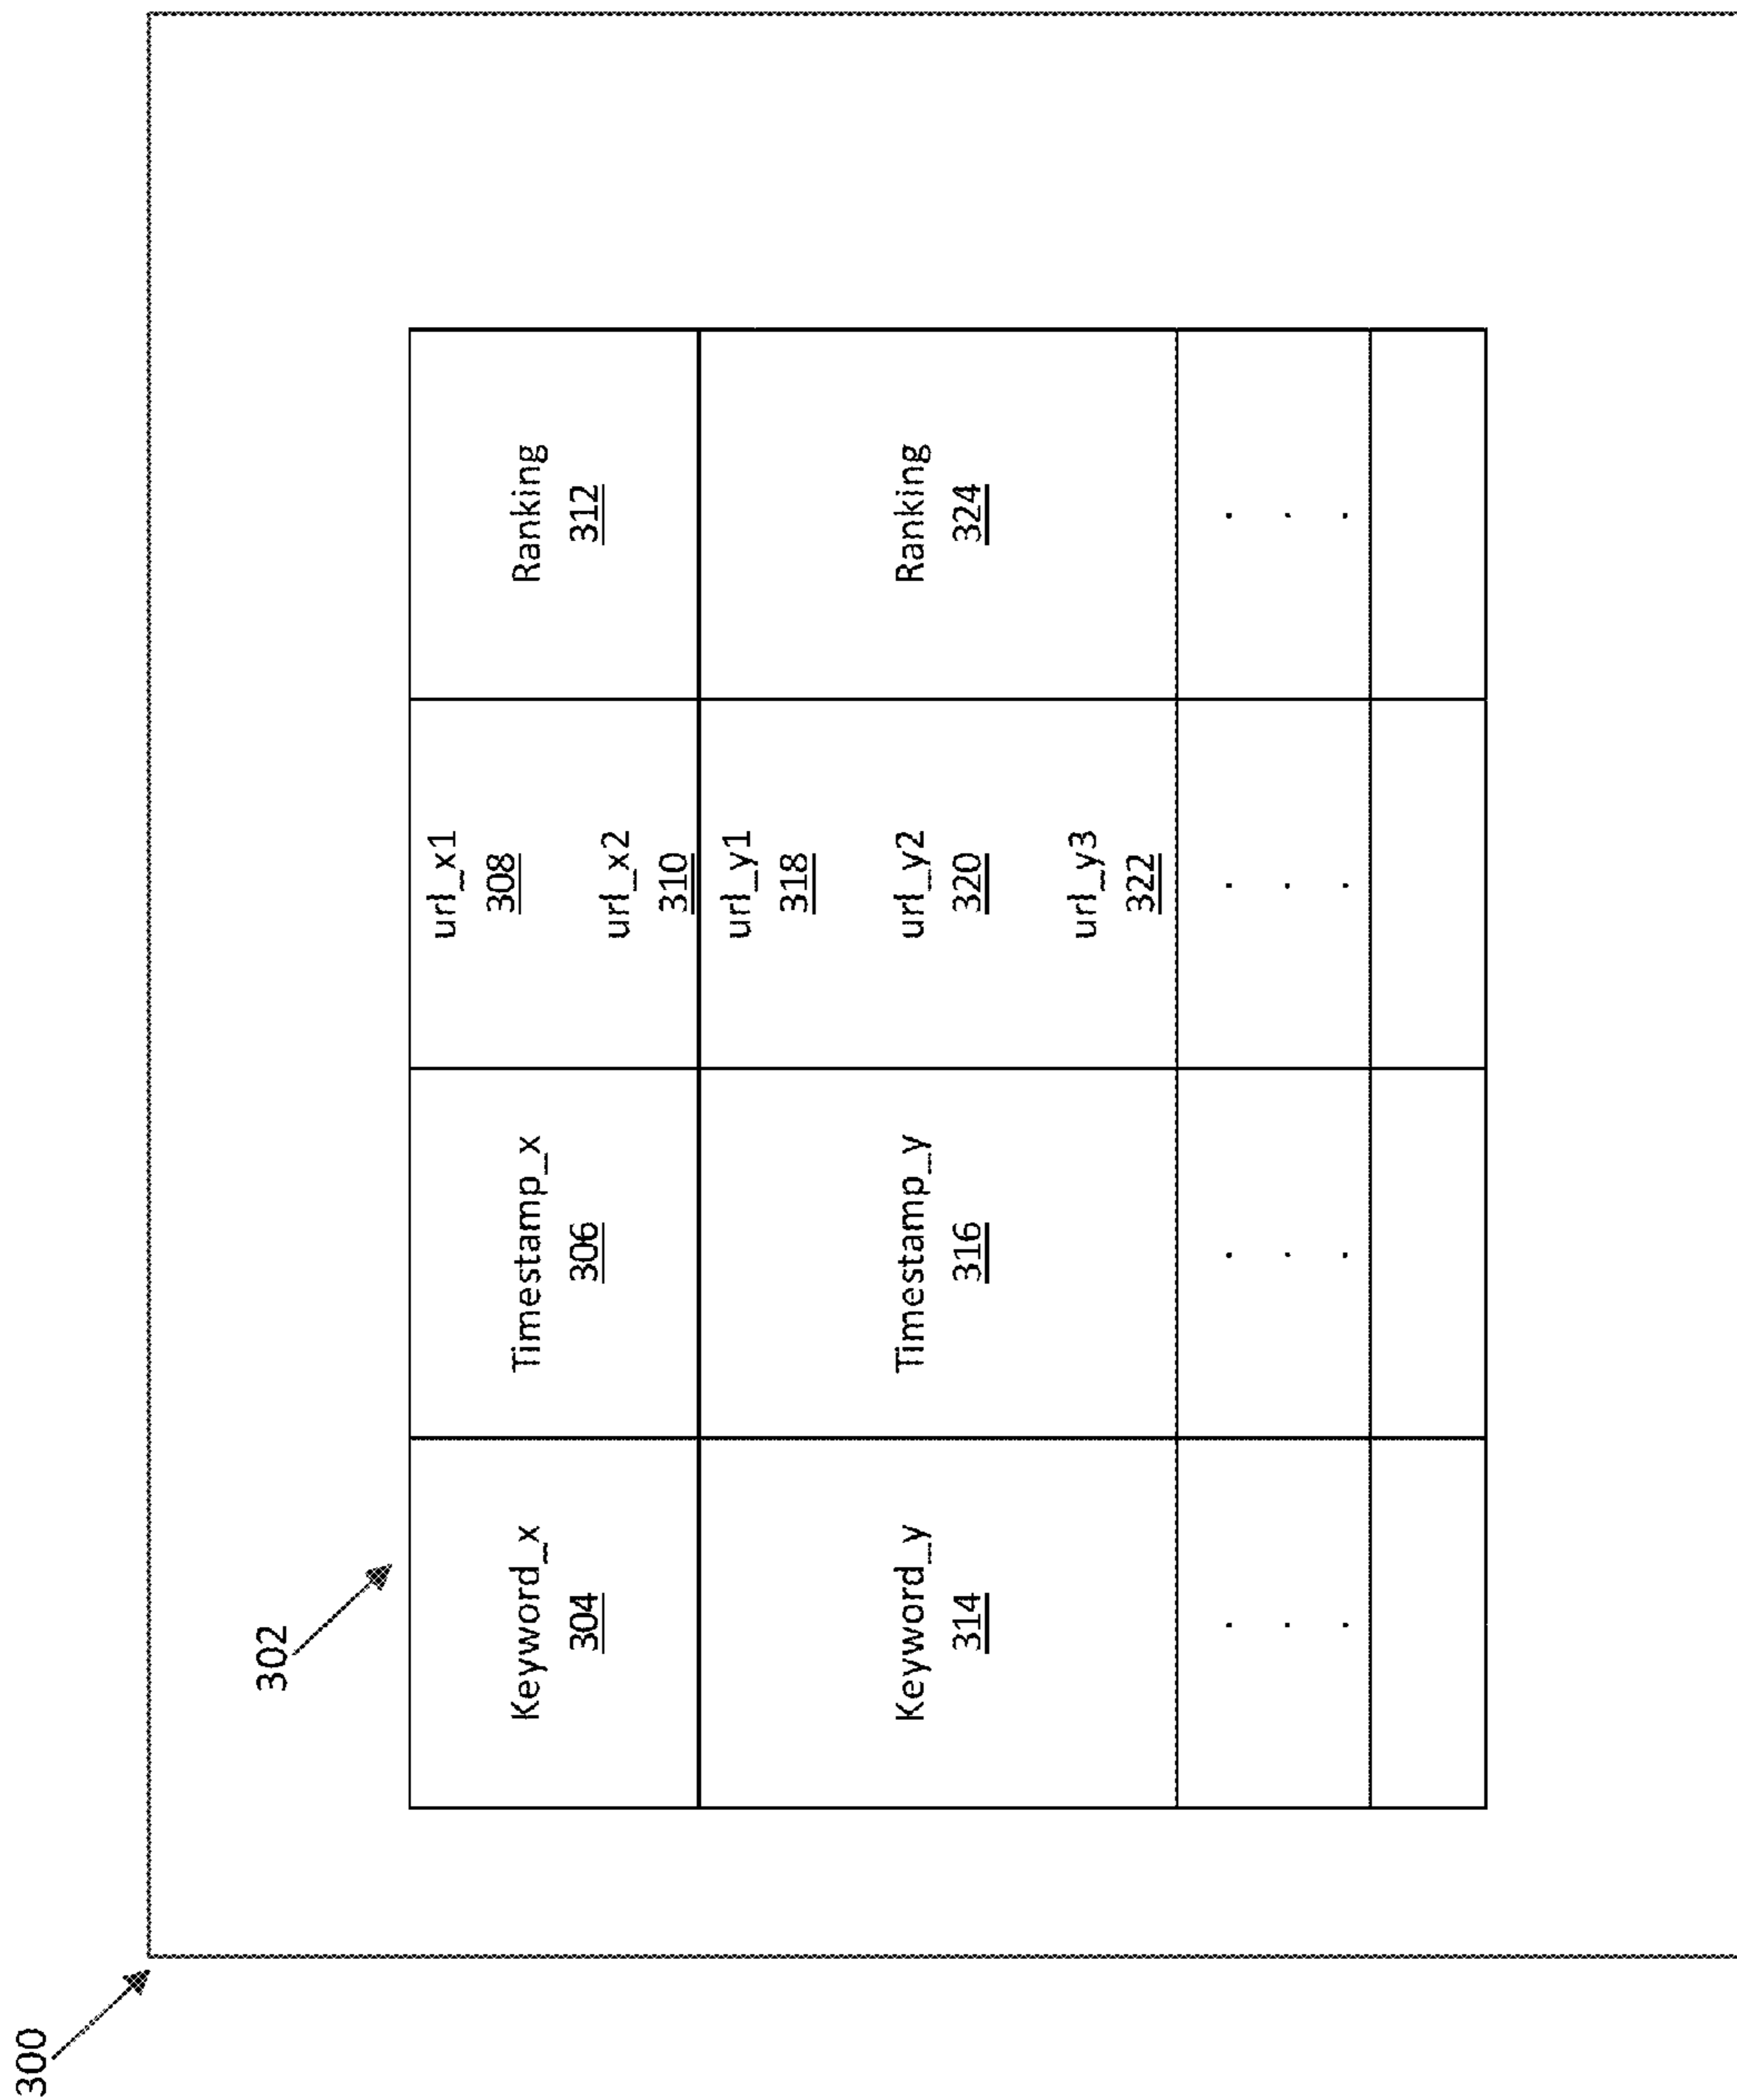 300
302
Keyword_x
304
Timestamp_x
306
url_x1
308
url_x2
310
Ranking
312
Keyword_y
314
Timestamp_y
316
url_y1
318
url_y2
320
url_y3
322
Ranking
324
. . . .
. . . .
. . . .